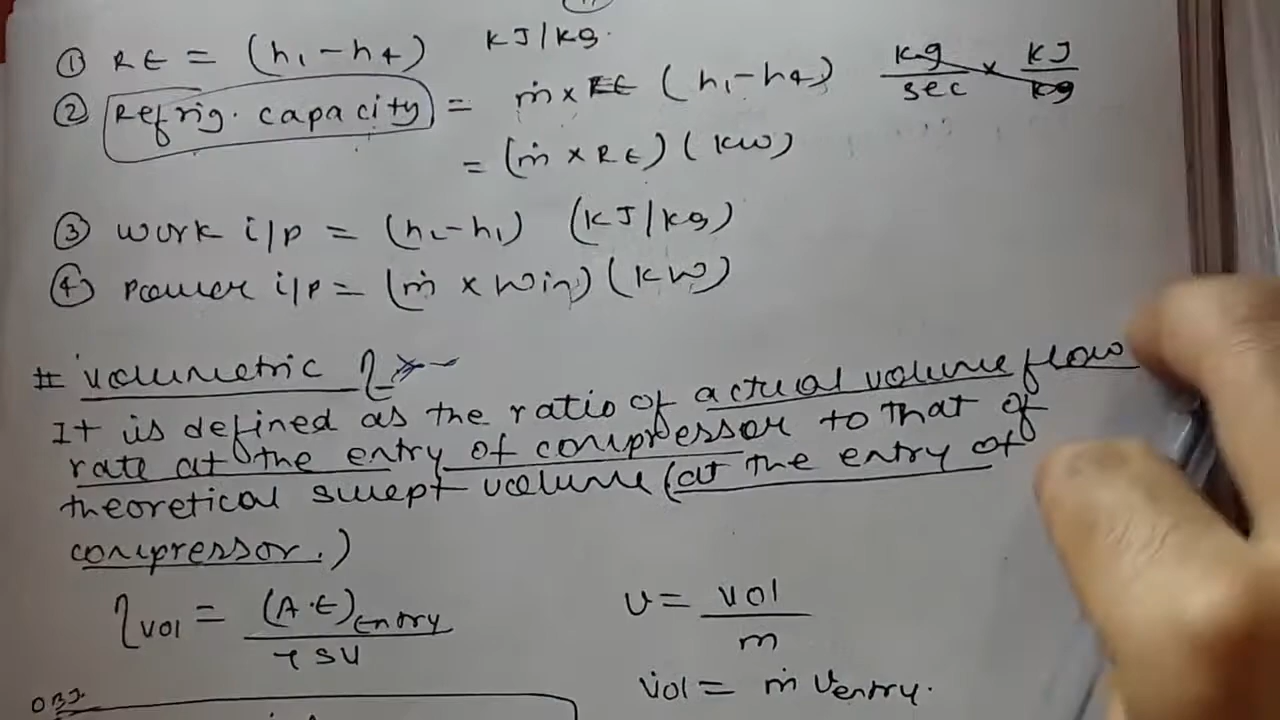 ① RE = (h₁-h₄) KJ/kg.
② Refrig. capacity = ṁ × RE (h₁-h₄) kg/sec × KJ/kg
= (ṁ × RE) (KW)
③ Work i/p = (h₂-h₁) (KJ/kg)
④ Power i/p = (ṁ × Win) (KW)
# Volumetric η
It is defined as the ratio of actual volume flow
rate at the entry of compressor to that of
theoretical swept volume (at the entry of
compressor.)
ηvol = (A.E)entry / TSV
v = vol / m
v̇ol = ṁ ventry.
OBJ